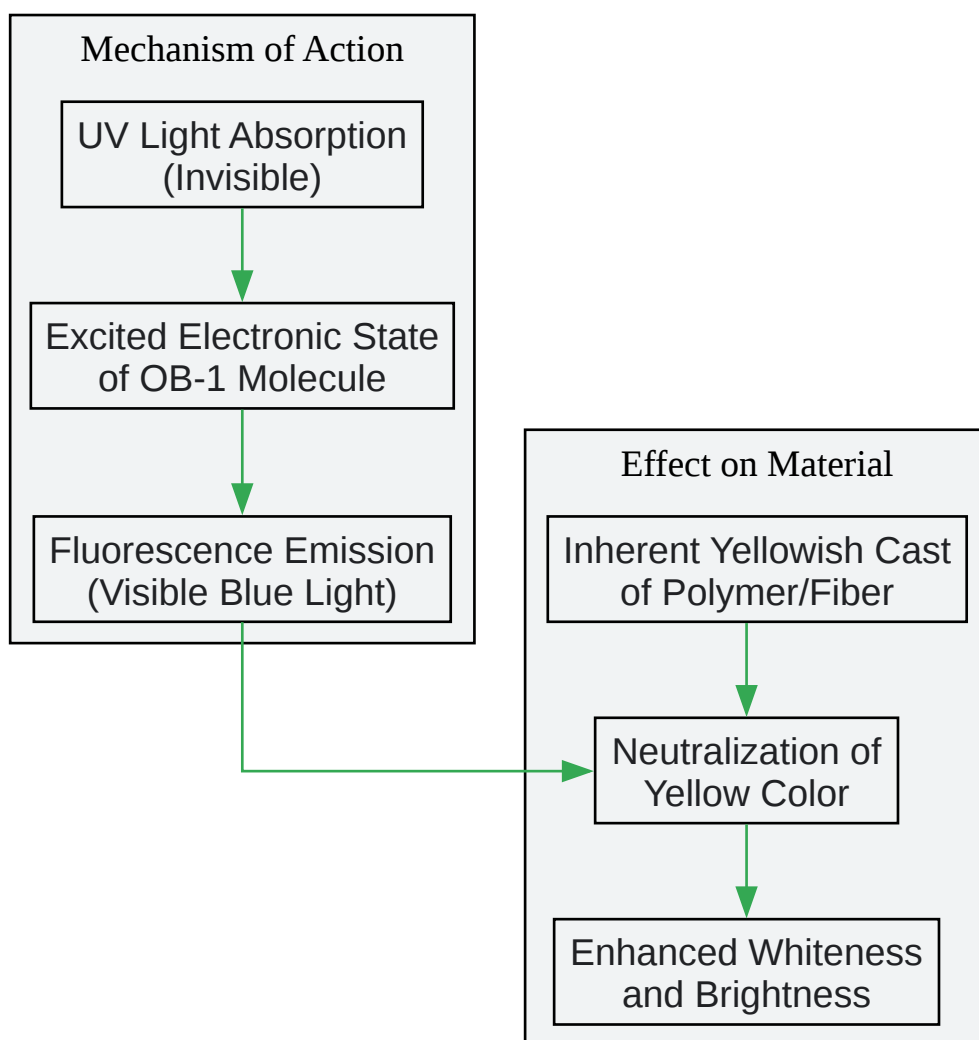 Mechanism of Action
UV Light Absorption
(Invisible)
Excited Electronic State
of OB-1 Molecule
Fluorescence Emission
(Visible Blue Light)
Effect on Material
Inherent Yellowish Cast
of Polymer/Fiber
Neutralization of
Yellow Color
Enhanced Whiteness
and Brightness